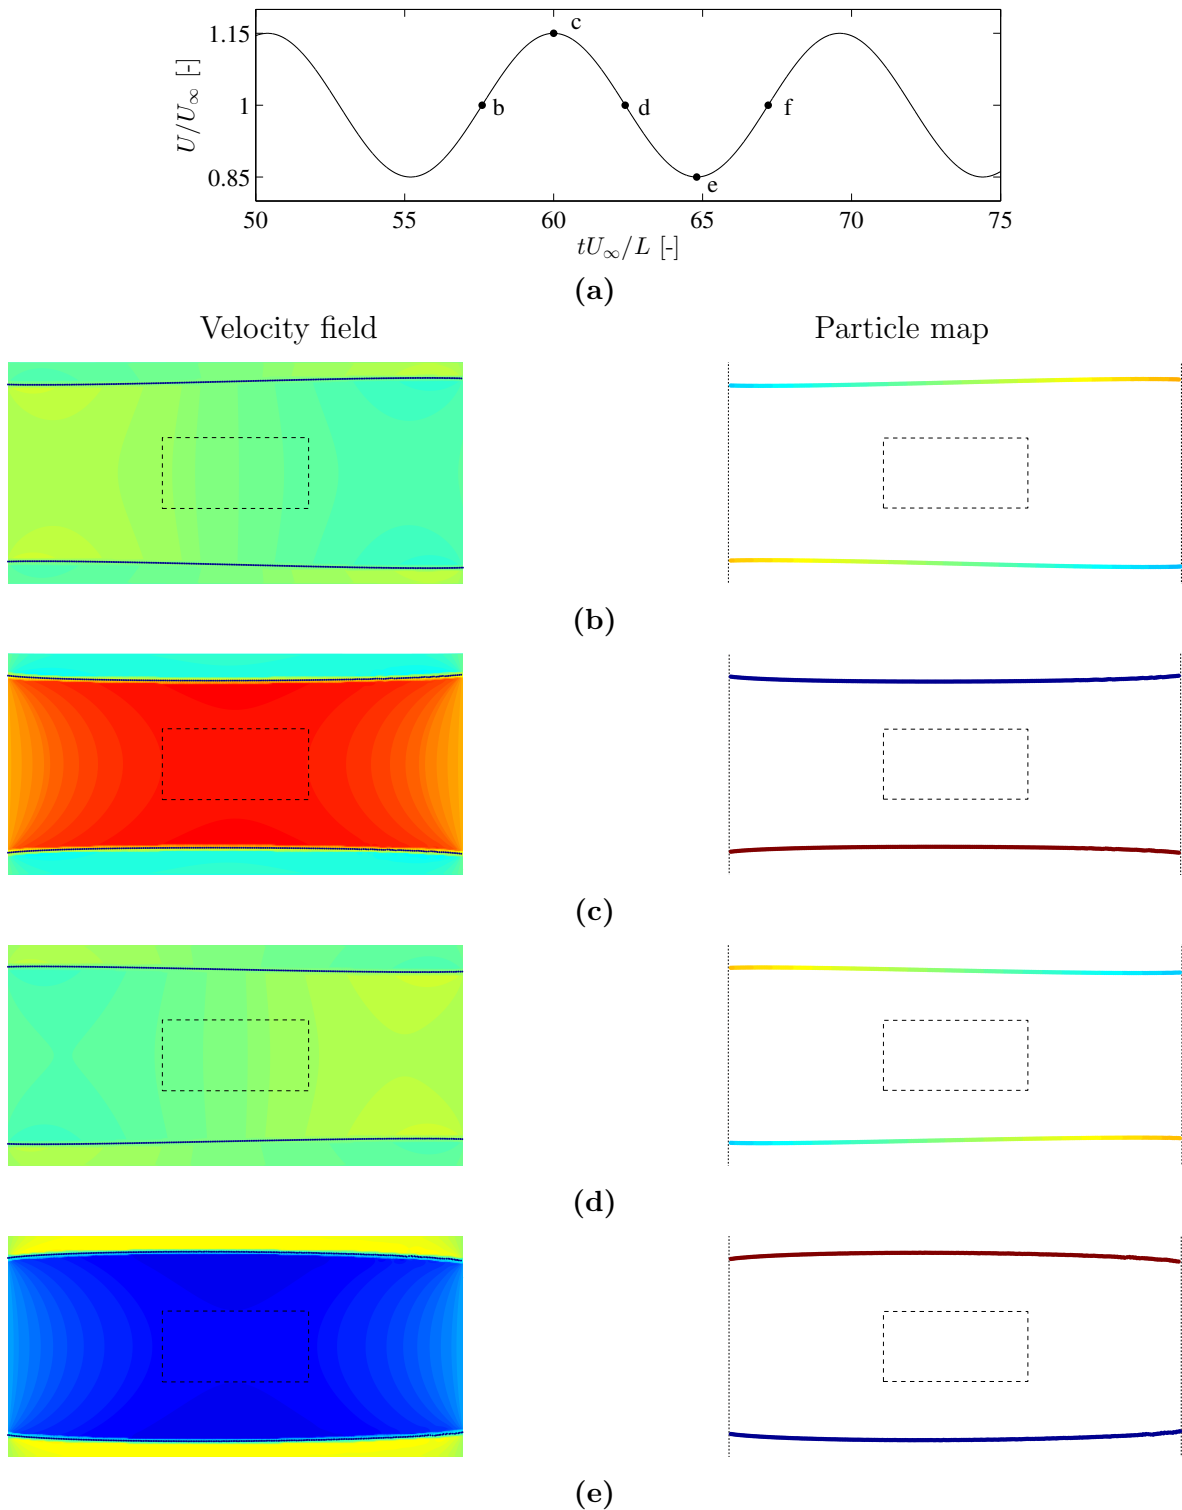 1.15
1
0.85
U/U∞ [-]
b
c
d
e
f
50 55 60 65 70 75
tU∞/L [-]
(a)
Velocity field Particle map
(b)
(c)
(d)
(e)